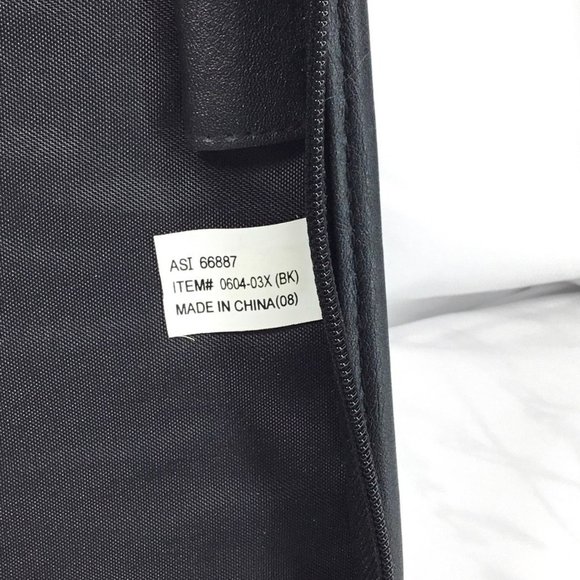 ASI 66887
ITEM# 0604-03X (BK)
MADE IN CHINA(08)